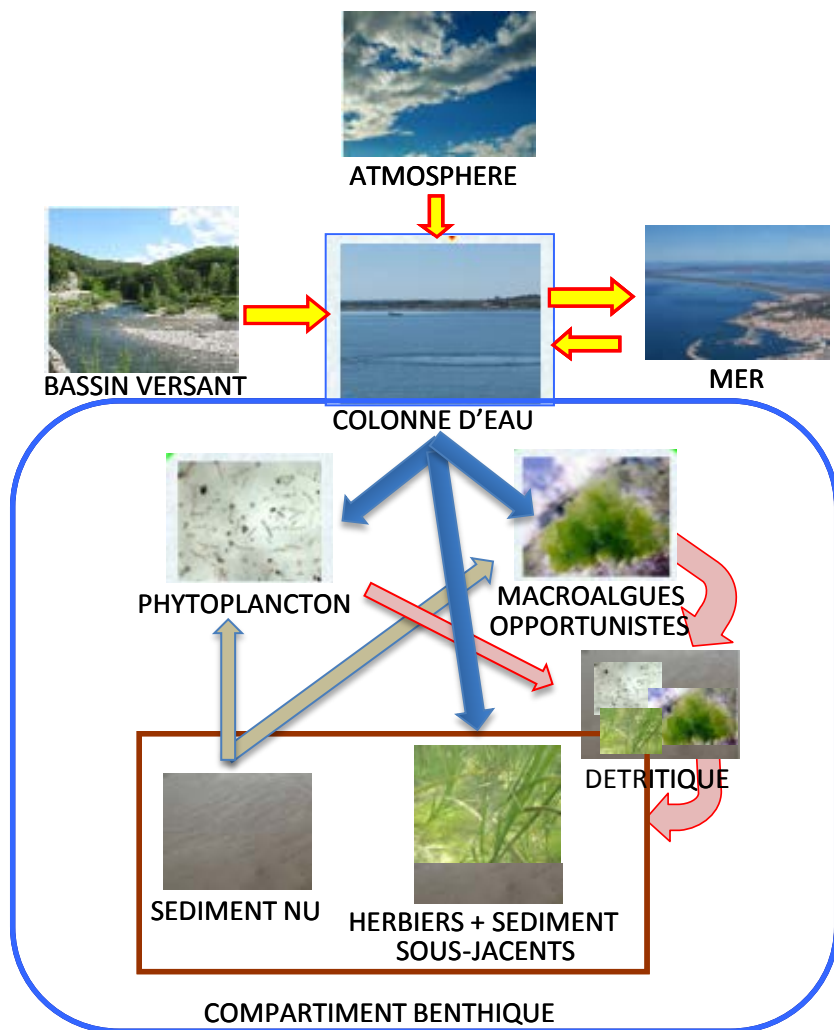 ATMOSPHERE
BASSIN VERSANT
MER
COLONNE D'EAU
PHYTOPLANCTON
MACROALGUES
OPPORTUNISTES
DETRITIQUE
SEDIMENT NU
HERBIERS + SEDIMENT
SOUS-JACENTS
COMPARTIMENT BENTHIQUE